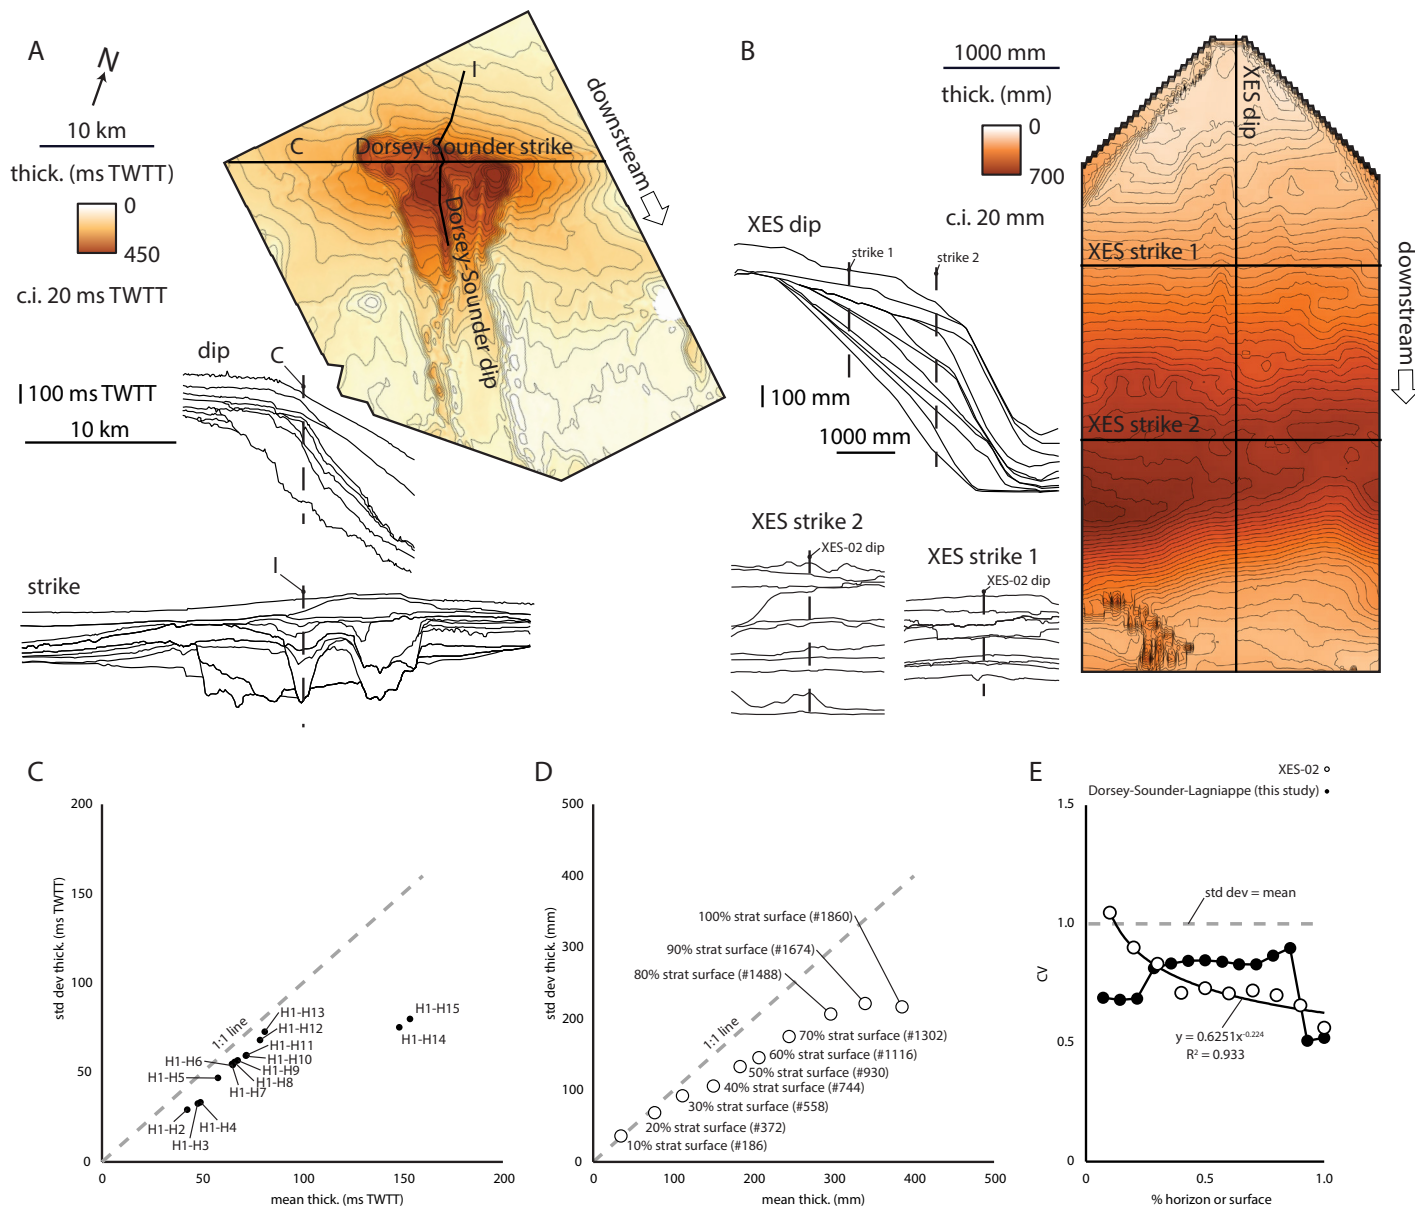 A
N
10 km
thick. (ms TWTT)
0
450
c.i. 20 ms TWTT
I
C
Dorsey-Sounder strike
Dorsey-Sounder dip
downstream
dip
C
100 ms TWTT
10 km
strike
I
B
1000 mm
thick. (mm)
0
700
c.i. 20 mm
XES dip
XES strike 1
XES strike 2
downstream
XES dip
strike 1
strike 2
100 mm
1000 mm
XES strike 2
XES-02 dip
XES strike 1
XES-02 dip
C
200
150
100
50
0
std dev thick. (ms TWTT)
1:1 line
H1-H15
H1-H14
H1-H13
H1-H12
H1-H11
H1-H10
H1-H9
H1-H8
H1-H7
H1-H6
H1-H5
H1-H2
H1-H4
H1-H3
0
50
100
150
200
mean thick. (ms TWTT)
D
500
400
300
200
100
0
std dev thick. (mm)
1:1 line
100% strat surface (#1860)
90% strat surface (#1674)
80% strat surface (#1488)
70% strat surface (#1302)
60% strat surface (#1116)
50% strat surface (#930)
40% strat surface (#744)
30% strat surface (#558)
20% strat surface (#372)
10% strat surface (#186)
0
100
200
300
400
500
mean thick. (mm)
E
XES-02
Dorsey-Sounder-Lagniappe (this study)
1.5
1.0
0.5
0
CV
std dev = mean
y = 0.6251x^-0.224
R² = 0.933
0.5
1.0
% horizon or surface